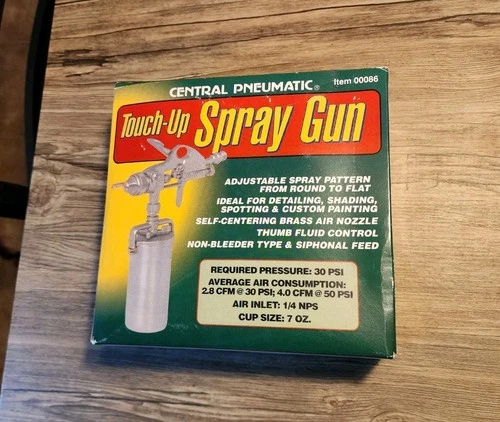 CENTRAL PNEUMATIC®
Item 00086
Touch-Up Spray Gun
ADJUSTABLE SPRAY PATTERN
FROM ROUND TO FLAT
IDEAL FOR DETAILING, SHADING,
SPOTTING & CUSTOM PAINTING
SELF-CENTERING BRASS AIR NOZZLE
THUMB FLUID CONTROL
NON-BLEEDER TYPE & SIPHONAL FEED
REQUIRED PRESSURE: 30 PSI
AVERAGE AIR CONSUMPTION:
2.8 CFM @ 30 PSI; 4.0 CFM @ 50 PSI
AIR INLET: 1/4 NPS
CUP SIZE: 7 OZ.